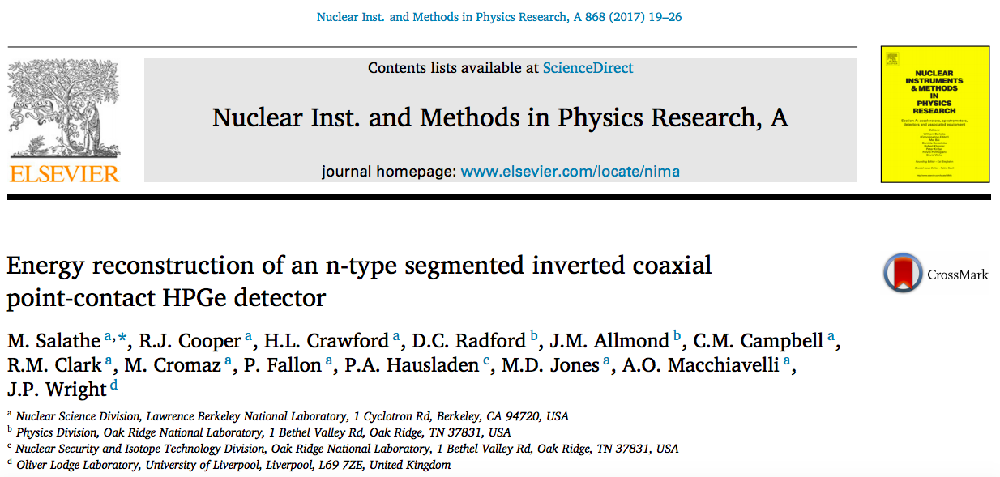 Nuclear Inst. and Methods in Physics Research, A 868 (2017) 19–26
Contents lists available at ScienceDirect
Nuclear Inst. and Methods in Physics Research, A
journal homepage: www.elsevier.com/locate/nima
ELSEVIER
NUCLEAR
INSTRUMENTS
& METHODS
IN
PHYSICS
RESEARCH
Section A: accelerators, spectrometers,
detectors and associated equipment
Energy reconstruction of an n-type segmented inverted coaxial
point-contact HPGe detector
CrossMark
M. Salathe a,*, R.J. Cooper a, H.L. Crawford a, D.C. Radford b, J.M. Allmond b, C.M. Campbell a,
R.M. Clark a, M. Cromaz a, P. Fallon a, P.A. Hausladen c, M.D. Jones a, A.O. Macchiavelli a,
J.P. Wright d
a Nuclear Science Division, Lawrence Berkeley National Laboratory, 1 Cyclotron Rd, Berkeley, CA 94720, USA
b Physics Division, Oak Ridge National Laboratory, 1 Bethel Valley Rd, Oak Ridge, TN 37831, USA
c Nuclear Security and Isotope Technology Division, Oak Ridge National Laboratory, 1 Bethel Valley Rd, Oak Ridge, TN 37831, USA
d Oliver Lodge Laboratory, University of Liverpool, Liverpool, L69 7ZE, United Kingdom